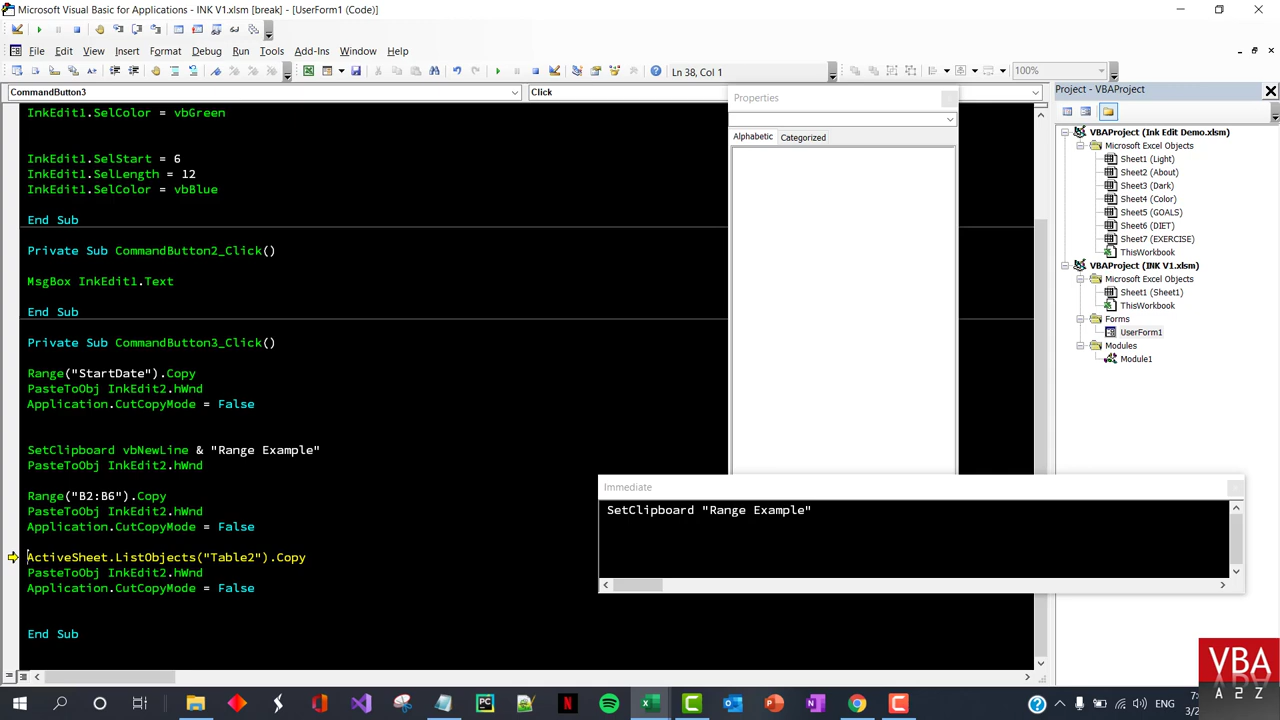 Microsoft Visual Basic for Applications - INK V1.xlsm [break] - [UserForm1 (Code)]
File Edit View Insert Format Debug Run Tools Add-Ins Window Help
Ln 38, Col 1
100%
CommandButton3
Click
InkEdit1.SelColor = vbGreen
InkEdit1.SelStart = 6
InkEdit1.SelLength = 12
InkEdit1.SelColor = vbBlue
End Sub
Private Sub CommandButton2_Click()
MsgBox InkEdit1.Text
End Sub
Private Sub CommandButton3_Click()
Range("StartDate").Copy
PasteToObj InkEdit2.hWnd
Application.CutCopyMode = False
SetClipboard vbNewLine & "Range Example"
PasteToObj InkEdit2.hWnd
Range("B2:B6").Copy
PasteToObj InkEdit2.hWnd
Application.CutCopyMode = False
ActiveSheet.ListObjects("Table2").Copy
PasteToObj InkEdit2.hWnd
Application.CutCopyMode = False
End Sub
Properties
Alphabetic Categorized
Immediate
SetClipboard "Range Example"
Project - VBAProject
VBAProject (Ink Edit Demo.xlsm)
Microsoft Excel Objects
Sheet1 (Light)
Sheet2 (About)
Sheet3 (Dark)
Sheet4 (Color)
Sheet5 (GOALS)
Sheet6 (DIET)
Sheet7 (EXERCISE)
ThisWorkbook
VBAProject (INK V1.xlsm)
Microsoft Excel Objects
Sheet1 (Sheet1)
ThisWorkbook
Forms
UserForm1
Modules
Module1
VBA
A 2 Z
ENG